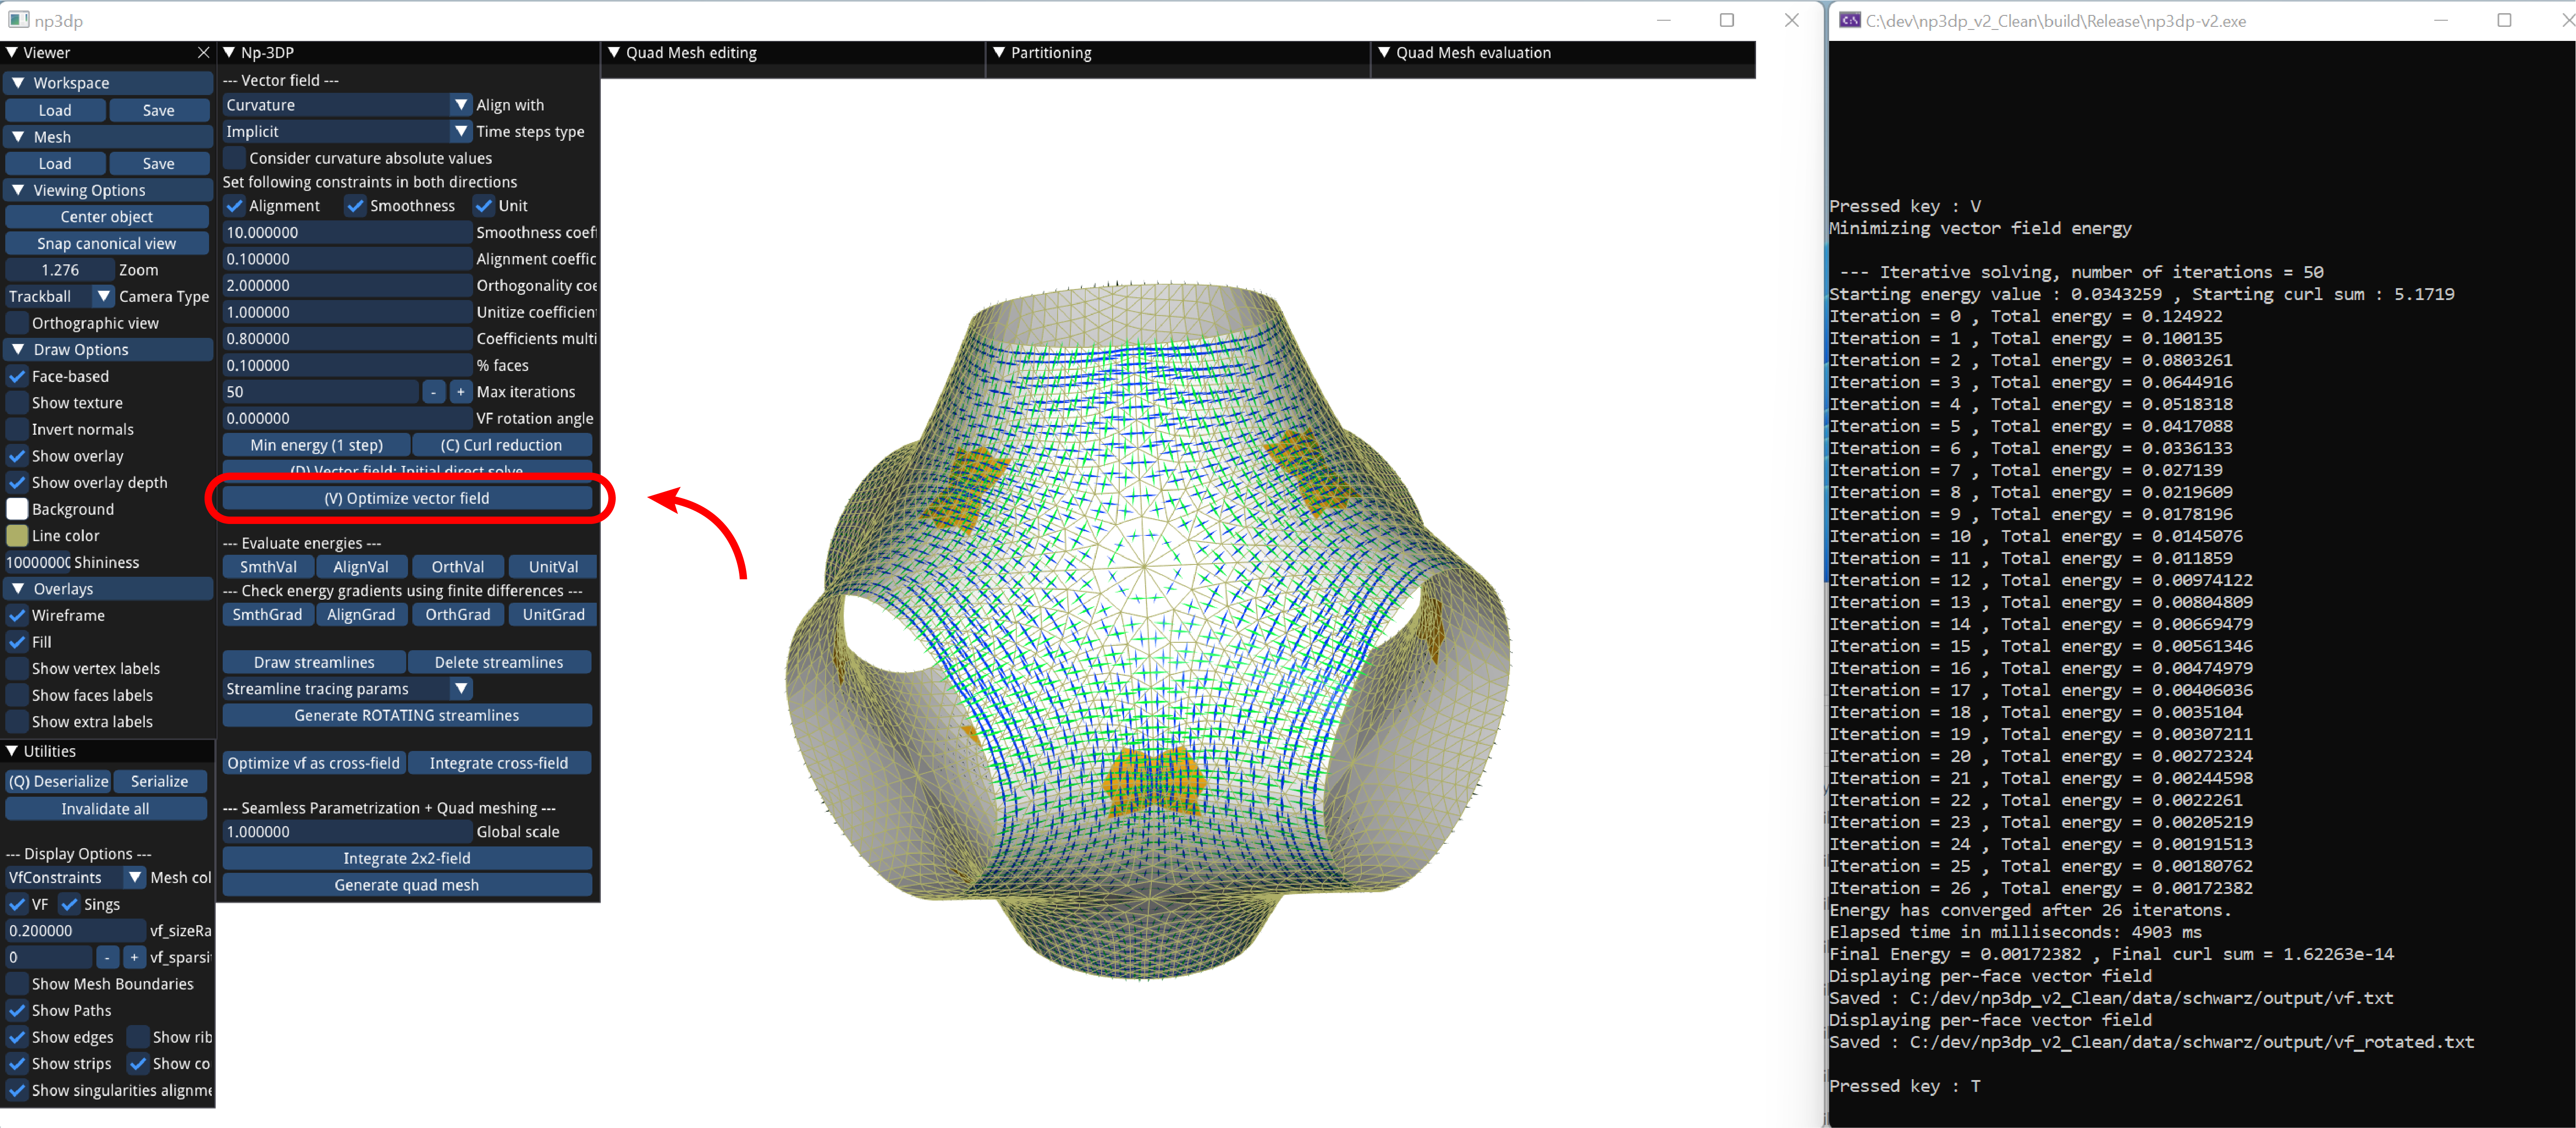 np3dp
Viewer
Workspace
Load Save
Mesh
Load Save
Viewing Options
Center object
Snap canonical view
1.276 Zoom
Trackball Camera Type
Orthographic view
Draw Options
Face-based
Show texture
Invert normals
Show overlay
Show overlay depth
Background
Line color
10000000 Shininess
Overlays
Wireframe
Fill
Show vertex labels
Show faces labels
Show extra labels
Utilities
(Q) Deserialize Serialize
Invalidate all
--- Display Options ---
VfConstraints Mesh col
VF Sings
0.200000 vf_sizeRa
0 - + vf_sparsi
Show Mesh Boundaries
Show Paths
Show edges Show rib
Show strips Show co
Show singularities alignme
Np-3DP
--- Vector field ---
Curvature Align with
Implicit Time steps type
Consider curvature absolute values
Set following constraints in both directions
Alignment Smoothness Unit
10.000000 Smoothness coef
0.100000 Alignment coeffic
2.000000 Orthogonality coe
1.000000 Unitize coefficien
0.800000 Coefficients multi
0.100000 % faces
50 - + Max iterations
0.000000 VF rotation angle
Min energy (1 step) (C) Curl reduction
(D) Vector field: Initial direct solve
(V) Optimize vector field
--- Evaluate energies ---
SmthVal AlignVal OrthVal UnitVal
--- Check energy gradients using finite differences ---
SmthGrad AlignGrad OrthGrad UnitGrad
Draw streamlines Delete streamlines
Streamline tracing params
Generate ROTATING streamlines
Optimize vf as cross-field Integrate cross-field
--- Seamless Parametrization + Quad meshing ---
1.000000 Global scale
Integrate 2x2-field
Generate quad mesh
Quad Mesh editing
Partitioning
Quad Mesh evaluation
C:\dev\np3dp_v2_Clean\build\Release\np3dp-v2.exe
Pressed key : V
Minimizing vector field energy
--- Iterative solving, number of iterations = 50
Starting energy value : 0.0343259 , Starting curl sum : 5.1719
Iteration = 0 , Total energy = 0.124922
Iteration = 1 , Total energy = 0.100135
Iteration = 2 , Total energy = 0.0803261
Iteration = 3 , Total energy = 0.0644916
Iteration = 4 , Total energy = 0.0518318
Iteration = 5 , Total energy = 0.0417088
Iteration = 6 , Total energy = 0.0336133
Iteration = 7 , Total energy = 0.027139
Iteration = 8 , Total energy = 0.0219609
Iteration = 9 , Total energy = 0.0178196
Iteration = 10 , Total energy = 0.0145076
Iteration = 11 , Total energy = 0.011859
Iteration = 12 , Total energy = 0.00974122
Iteration = 13 , Total energy = 0.00804809
Iteration = 14 , Total energy = 0.00669479
Iteration = 15 , Total energy = 0.00561346
Iteration = 16 , Total energy = 0.00474979
Iteration = 17 , Total energy = 0.00406036
Iteration = 18 , Total energy = 0.0035104
Iteration = 19 , Total energy = 0.00307211
Iteration = 20 , Total energy = 0.00272324
Iteration = 21 , Total energy = 0.00244598
Iteration = 22 , Total energy = 0.0022261
Iteration = 23 , Total energy = 0.00205219
Iteration = 24 , Total energy = 0.00191513
Iteration = 25 , Total energy = 0.00180762
Iteration = 26 , Total energy = 0.00172382
Energy has converged after 26 iteratons.
Elapsed time in milliseconds: 4903 ms
Final Energy = 0.00172382 , Final curl sum = 1.62263e-14
Displaying per-face vector field
Saved : C:/dev/np3dp_v2_Clean/data/schwarz/output/vf.txt
Displaying per-face vector field
Saved : C:/dev/np3dp_v2_Clean/data/schwarz/output/vf_rotated.txt
Pressed key : T